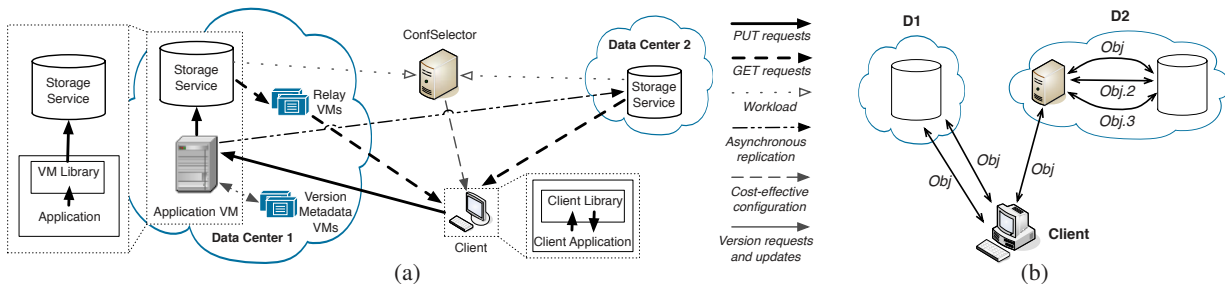 Storage
Service
VM Library
Application
Storage
Service
Application VM
Relay
VMs
Version
Metadata
VMs
Data Center 1
ConfSelector
Data Center 2
Storage
Service
Client
Client Library
Client Application
(a)
PUT requests
GET requests
Workload
Asynchronous
replication
Cost-effective
configuration
Version requests
and updates
D1
D2
Obj
Obj.2
Obj.3
Obj
Obj
Obj
Client
(b)